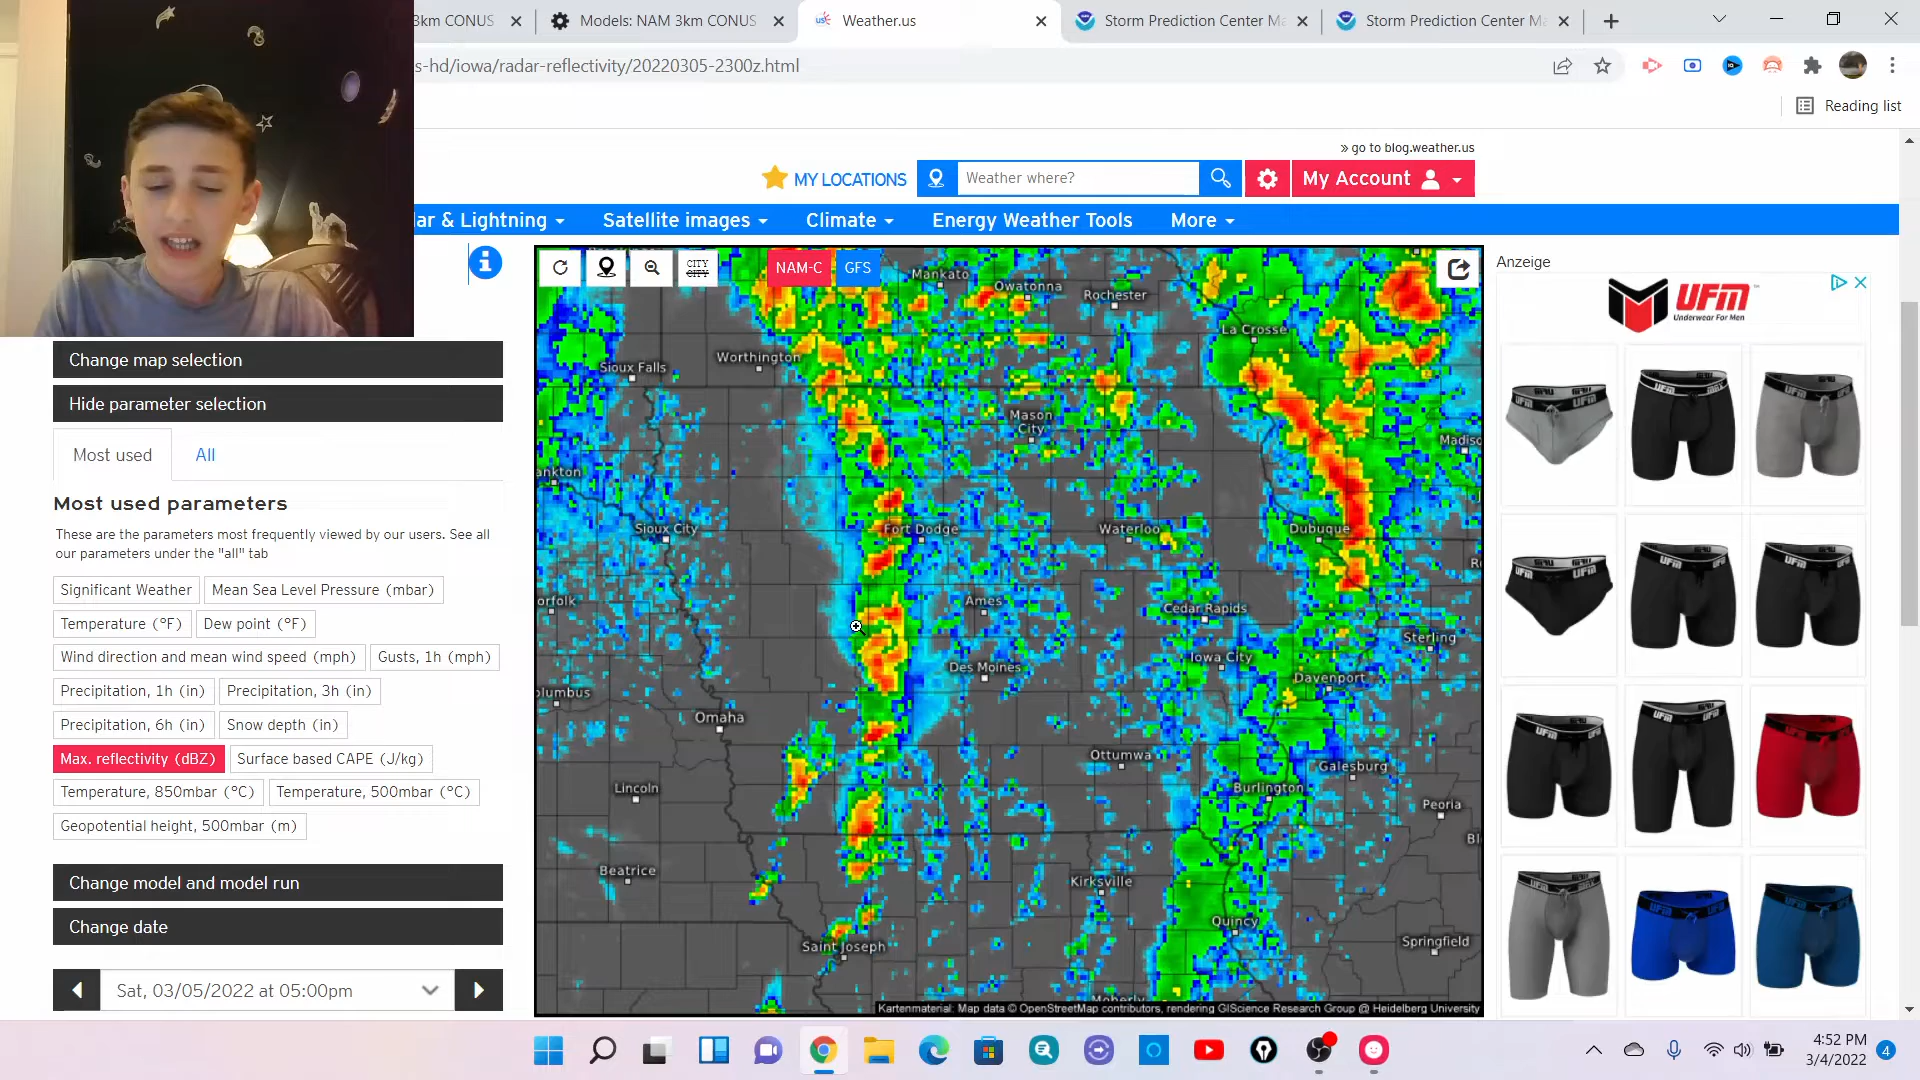 3km CONUS
Models: NAM 3km CONUS
Weather.us
Storm Prediction Center Me
Storm Prediction Center Me
s-hd/iowa/radar-reflectivity/20220305-2300z.html
Reading list
» go to blog.weather.us
MY LOCATIONS
Weather where?
My Account
ar & Lightning
Satellite images
Climate
Energy Weather Tools
More
Anzeige
CITY
CITY
NAM-C
GFS
UFM
Underwear For Men
Change map selection
Hide parameter selection
Most used
All
Most used parameters
These are the parameters most frequently viewed by our users. See all
our parameters under the "all" tab
Significant Weather
Mean Sea Level Pressure (mbar)
Temperature (°F)
Dew point (°F)
Wind direction and mean wind speed (mph)
Gusts, 1h (mph)
Precipitation, 1h (in)
Precipitation, 3h (in)
Precipitation, 6h (in)
Snow depth (in)
Max. reflectivity (dBZ)
Surface based CAPE (J/kg)
Temperature, 850mbar (°C)
Temperature, 500mbar (°C)
Geopotential height, 500mbar (m)
Change model and model run
Change date
Sat, 03/05/2022 at 05:00pm
Mankato
Owatonna
Rochester
La Crosse
Worthington
Sioux Falls
Mason
City
Madiso
ankton
Sioux City
Fort Dodge
Waterloo
Dubuque
orfolk
Ames
Cedar Rapids
Sterling
Iowa City
Des Moines
Davenport
olumbus
Omaha
Ottumwa
Galesburg
Lincoln
Burlington
Peoria
Bl
Beatrice
Kirksville
Quincy
Saint Joseph
Springfield
Moberly
Kartenmaterial: Map data © OpenStreetMap contributors, rendering GIScience Research Group @ Heidelberg University
4:52 PM
3/4/2022
4